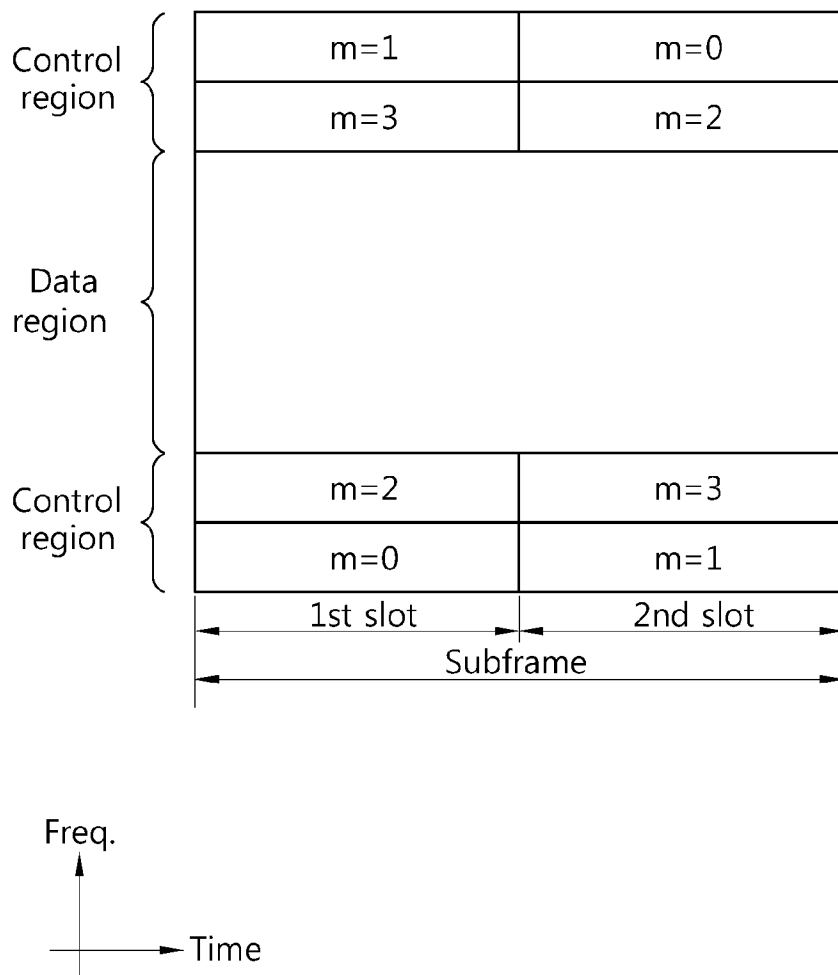 Control
region
m=1
m=0
m=3
m=2
Data
region
Control
region
m=2
m=3
m=0
m=1
1st slot
2nd slot
Subframe
Freq.
Time